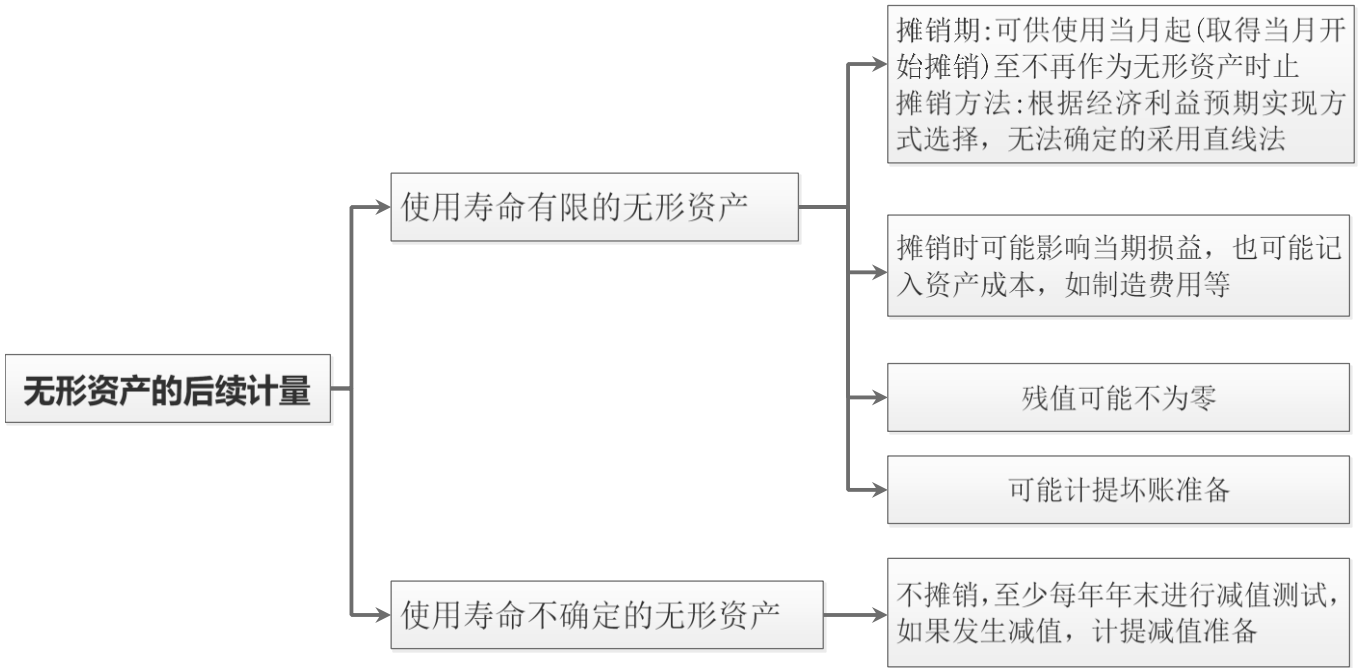 无形资产的后续计量
使用寿命有限的无形资产
摊销期:可供使用当月起(取得当月开
始摊销)至不再作为无形资产时止
摊销方法:根据经济利益预期实现方
式选择，无法确定的采用直线法
摊销时可能影响当期损益，也可能记
入资产成本，如制造费用等
残值可能不为零
可能计提坏账准备
使用寿命不确定的无形资产
不摊销,至少每年年末进行减值测试,
如果发生减值，计提减值准备